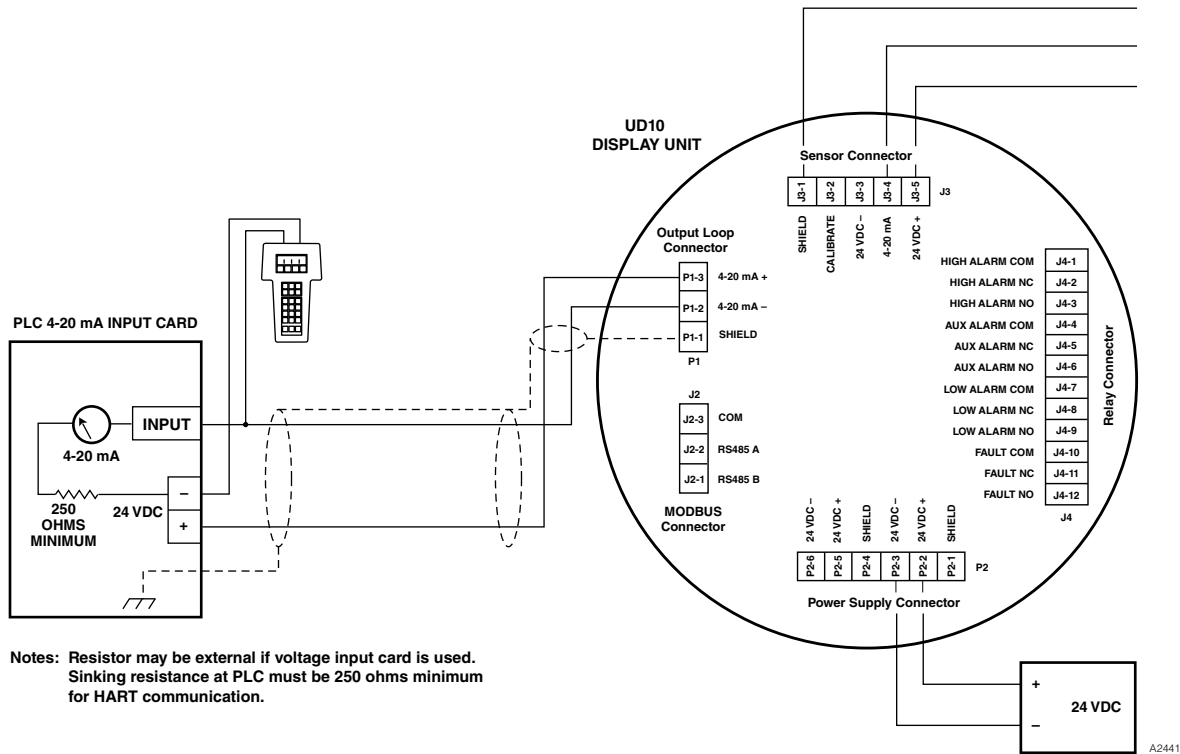 UD10
DISPLAY UNIT
Sensor Connector
J3-1
J3-2
J3-3
J3-4
J3-5
J3
SHIELD
CALIBRATE
24 VDC –
4-20 mA
24 VDC +
Output Loop
Connector
P1-3 4-20 mA +
P1-2 4-20 mA –
P1-1 SHIELD
P1
HIGH ALARM COM J4-1
HIGH ALARM NC J4-2
HIGH ALARM NO J4-3
AUX ALARM COM J4-4
AUX ALARM NC J4-5
AUX ALARM NO J4-6
LOW ALARM COM J4-7
LOW ALARM NC J4-8
LOW ALARM NO J4-9
FAULT COM J4-10
FAULT NC J4-11
FAULT NO J4-12
J4
Relay Connector
PLC 4-20 mA INPUT CARD
INPUT
4-20 mA
250
OHMS
MINIMUM
24 VDC
–
+
J2
J2-3 COM
J2-2 RS485 A
J2-1 RS485 B
MODBUS
Connector
24 VDC –
24 VDC +
SHIELD
24 VDC –
24 VDC +
SHIELD
P2-6
P2-5
P2-4
P2-3
P2-2
P2-1
P2
Power Supply Connector
Notes: Resistor may be external if voltage input card is used.
Sinking resistance at PLC must be 250 ohms minimum
for HART communication.
+
24 VDC
–
A2441